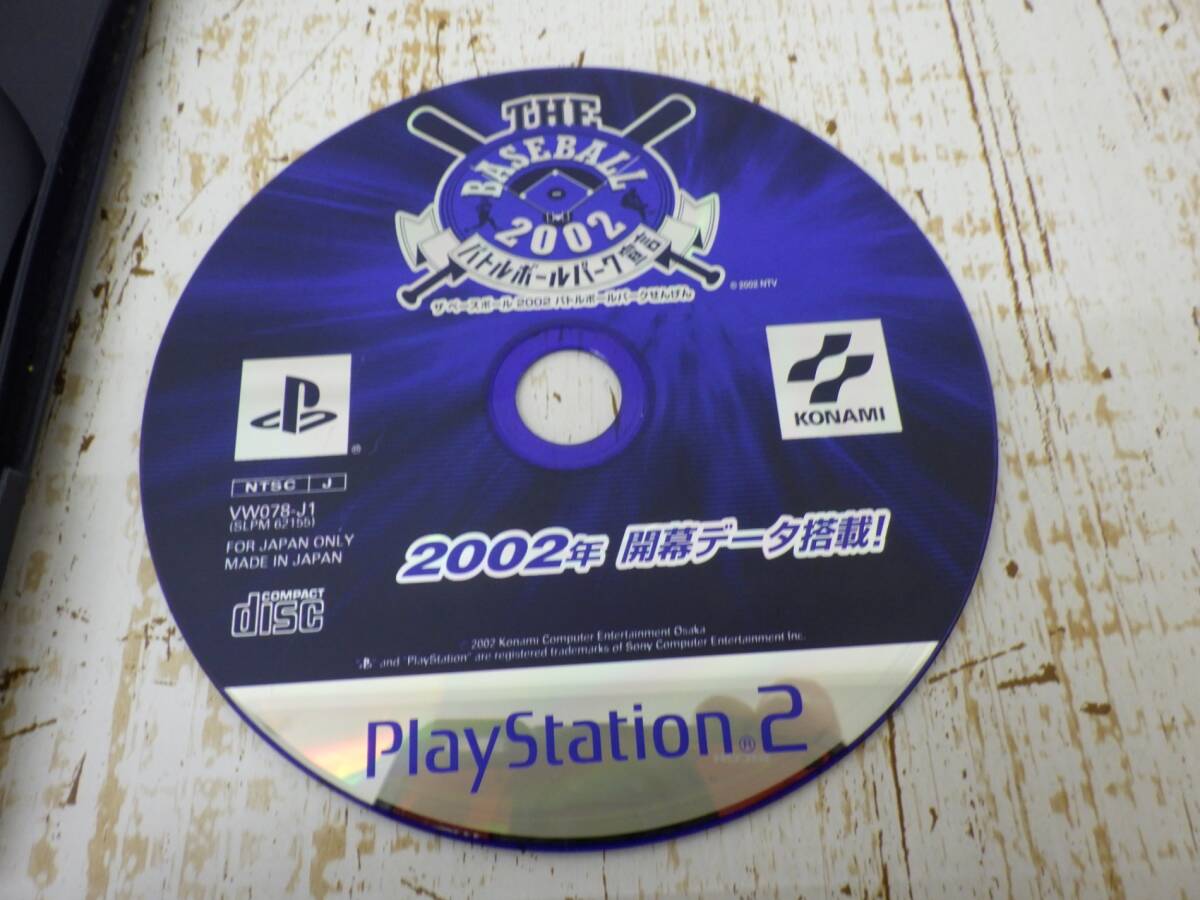 THE
BASEBALL
2002
バトルボールパーク宣言
ザ ベースボール 2002 バトルボールパークせんげん
© 2002 NTV
KONAMI
NTSC J
VW078-J1
(SLPM 62155)
FOR JAPAN ONLY
MADE IN JAPAN
COMPACT
disc
2002年 開幕データ搭載!
©2002 Konami Computer Entertainment Osaka
and "PlayStation" are registered trademarks of Sony Computer Entertainment Inc.
PlayStation®2